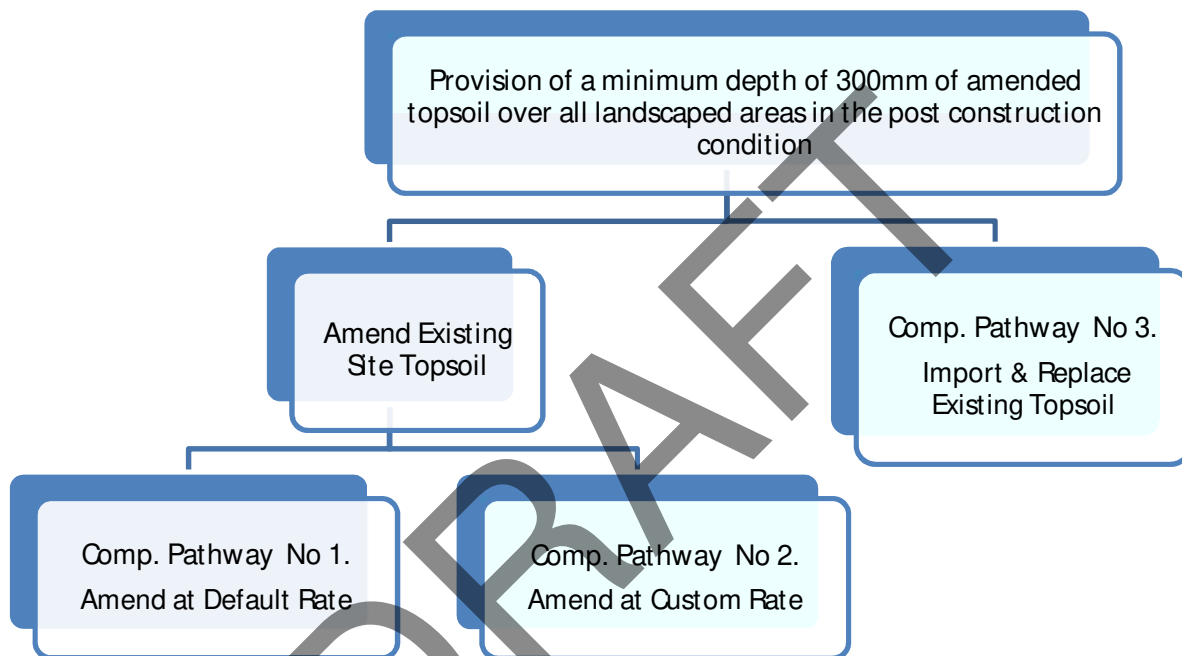 Provision of a minimum depth of 300mm of amended
topsoil over all landscaped areas in the post construction
condition
Amend Existing
Site Topsoil
Comp. Pathway No 3.
Import & Replace
Existing Topsoil
Comp. Pathway No 1.
Amend at Default Rate
Comp. Pathway No 2.
Amend at Custom Rate
DRAFT